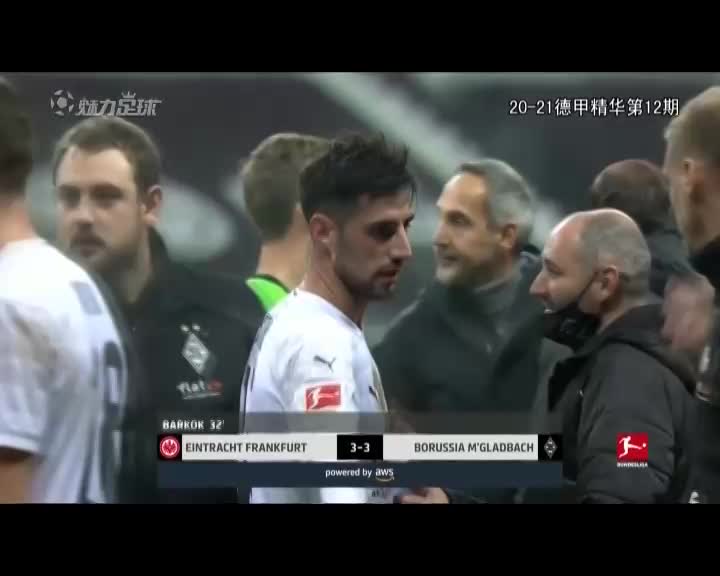 魅力足球
20-21德甲精华第12期
flatex
BARKOK 32'
EINTRACHT FRANKFURT 3-3 BORUSSIA M'GLADBACH
powered by aws
BUNDESLIGA